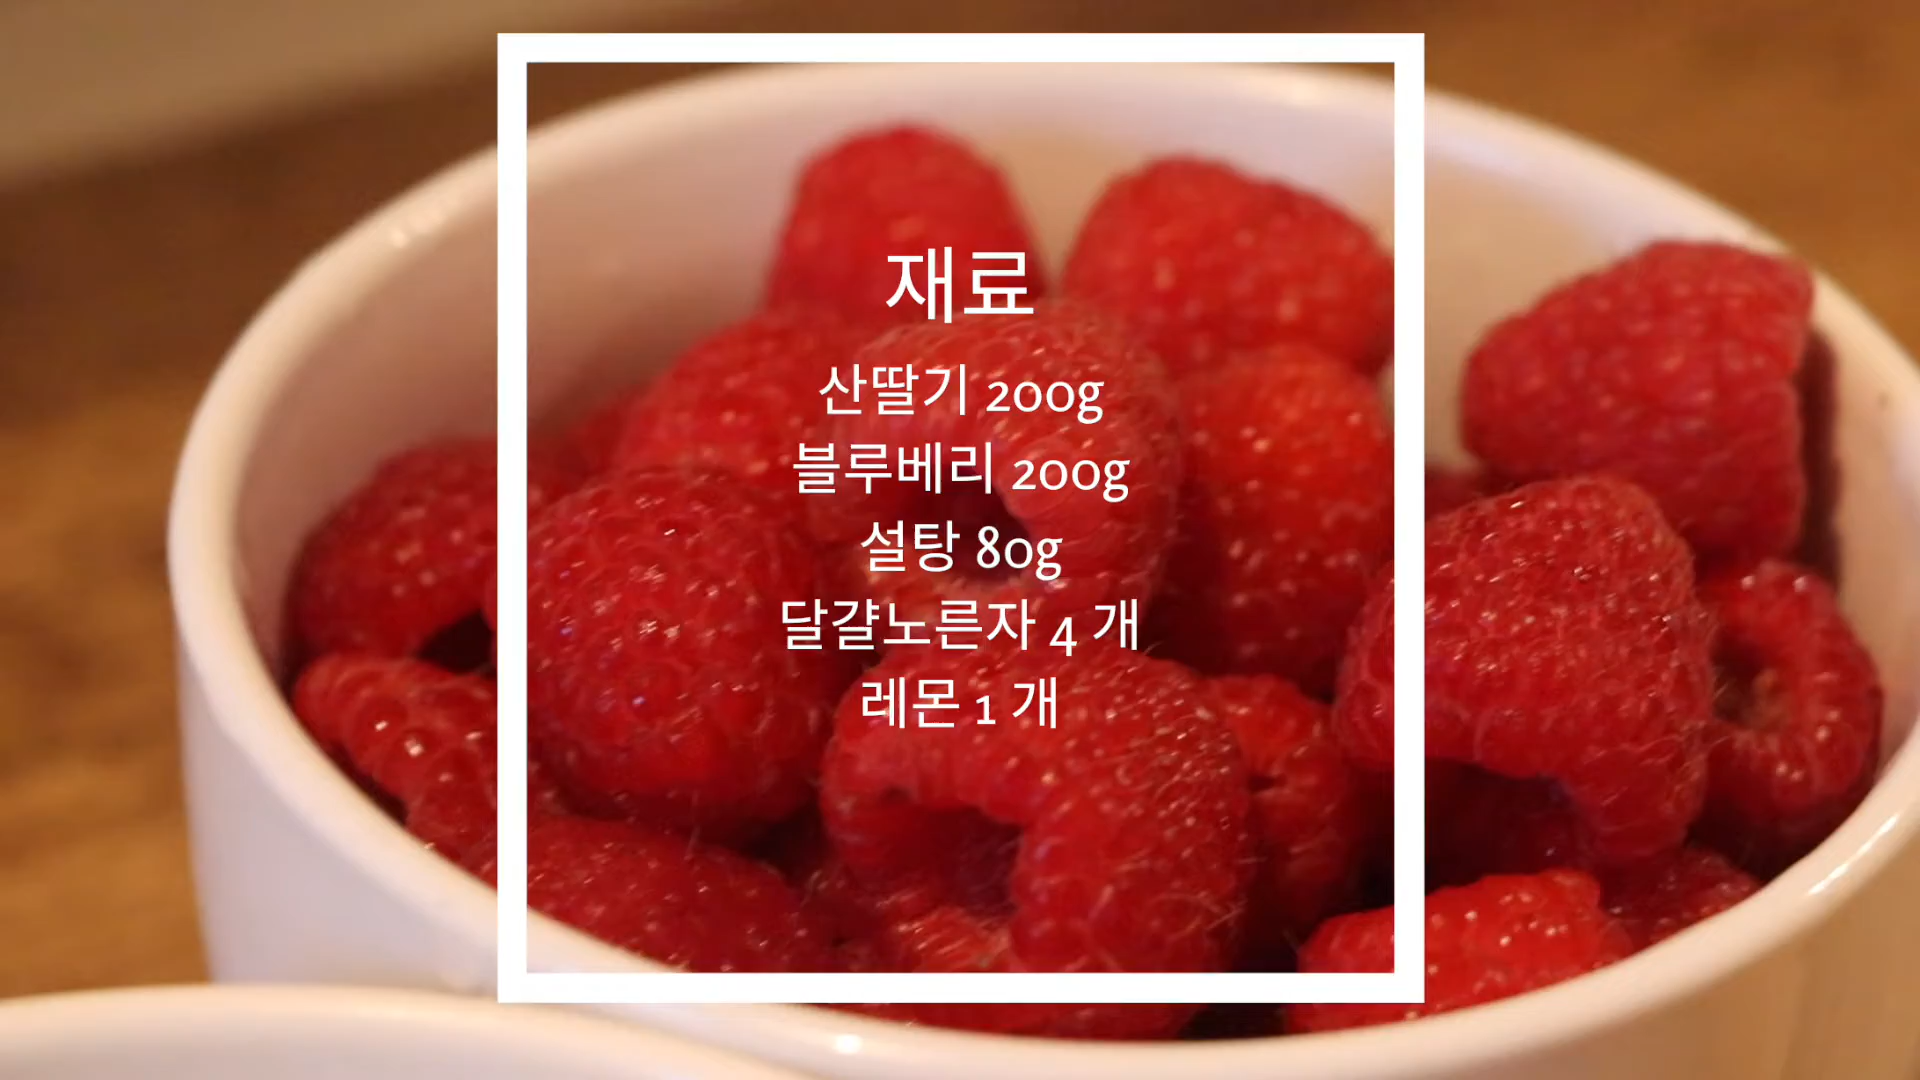 재료
산딸기 200g
블루베리 200g
설탕 80g
달걀노른자 4 개
레몬 1 개